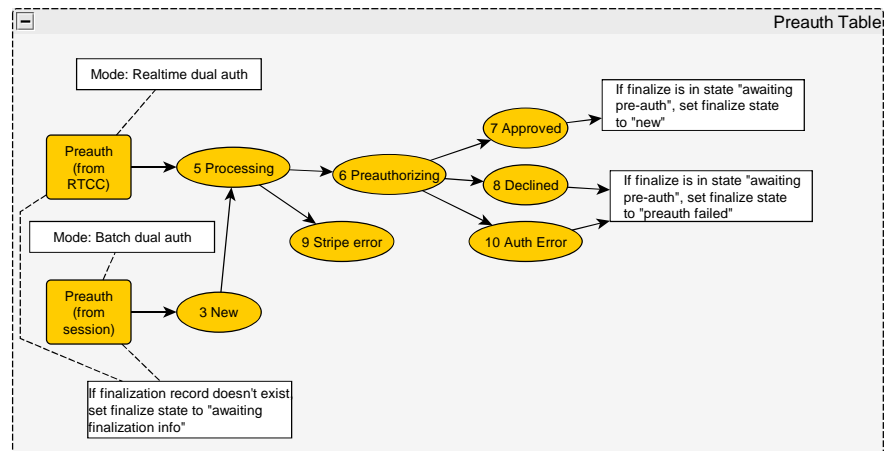 Preauth Table
Mode: Realtime dual auth
If finalize is in state "awaiting
pre-auth", set finalize state
to "new"
7 Approved
Preauth
(from
RTCC)
5 Processing
6 Preauthorizing
8 Declined
If finalize is in state "awaiting
pre-auth", set finalize state
to "preauth failed"
Mode: Batch dual auth
9 Stripe error
10 Auth Error
Preauth
(from
session)
3 New
If finalization record doesn't exist,
set finalize state to "awaiting
finalization info"